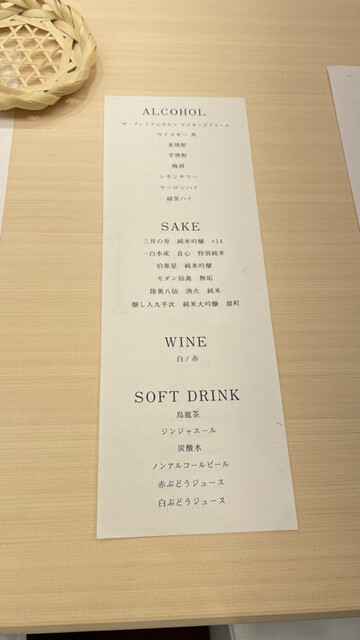 ALCOHOL
ザ・プレミアムモルツ マスターズドリーム
ウイスキー 角
麦焼酎
芋焼酎
梅酒
レモンサワー
ウーロンハイ
緑茶ハイ
SAKE
三井の寿 純米吟醸 +14
一白水成 良心 特別純米
伯楽星 純米吟醸
モダン仙禽 無垢
陸奥八仙 漁火 純米
醸し人九平次 純米大吟醸 雄町
WINE
白 / 赤
SOFT DRINK
烏龍茶
ジンジャエール
炭酸水
ノンアルコールビール
赤ぶどうジュース
白ぶどうジュース